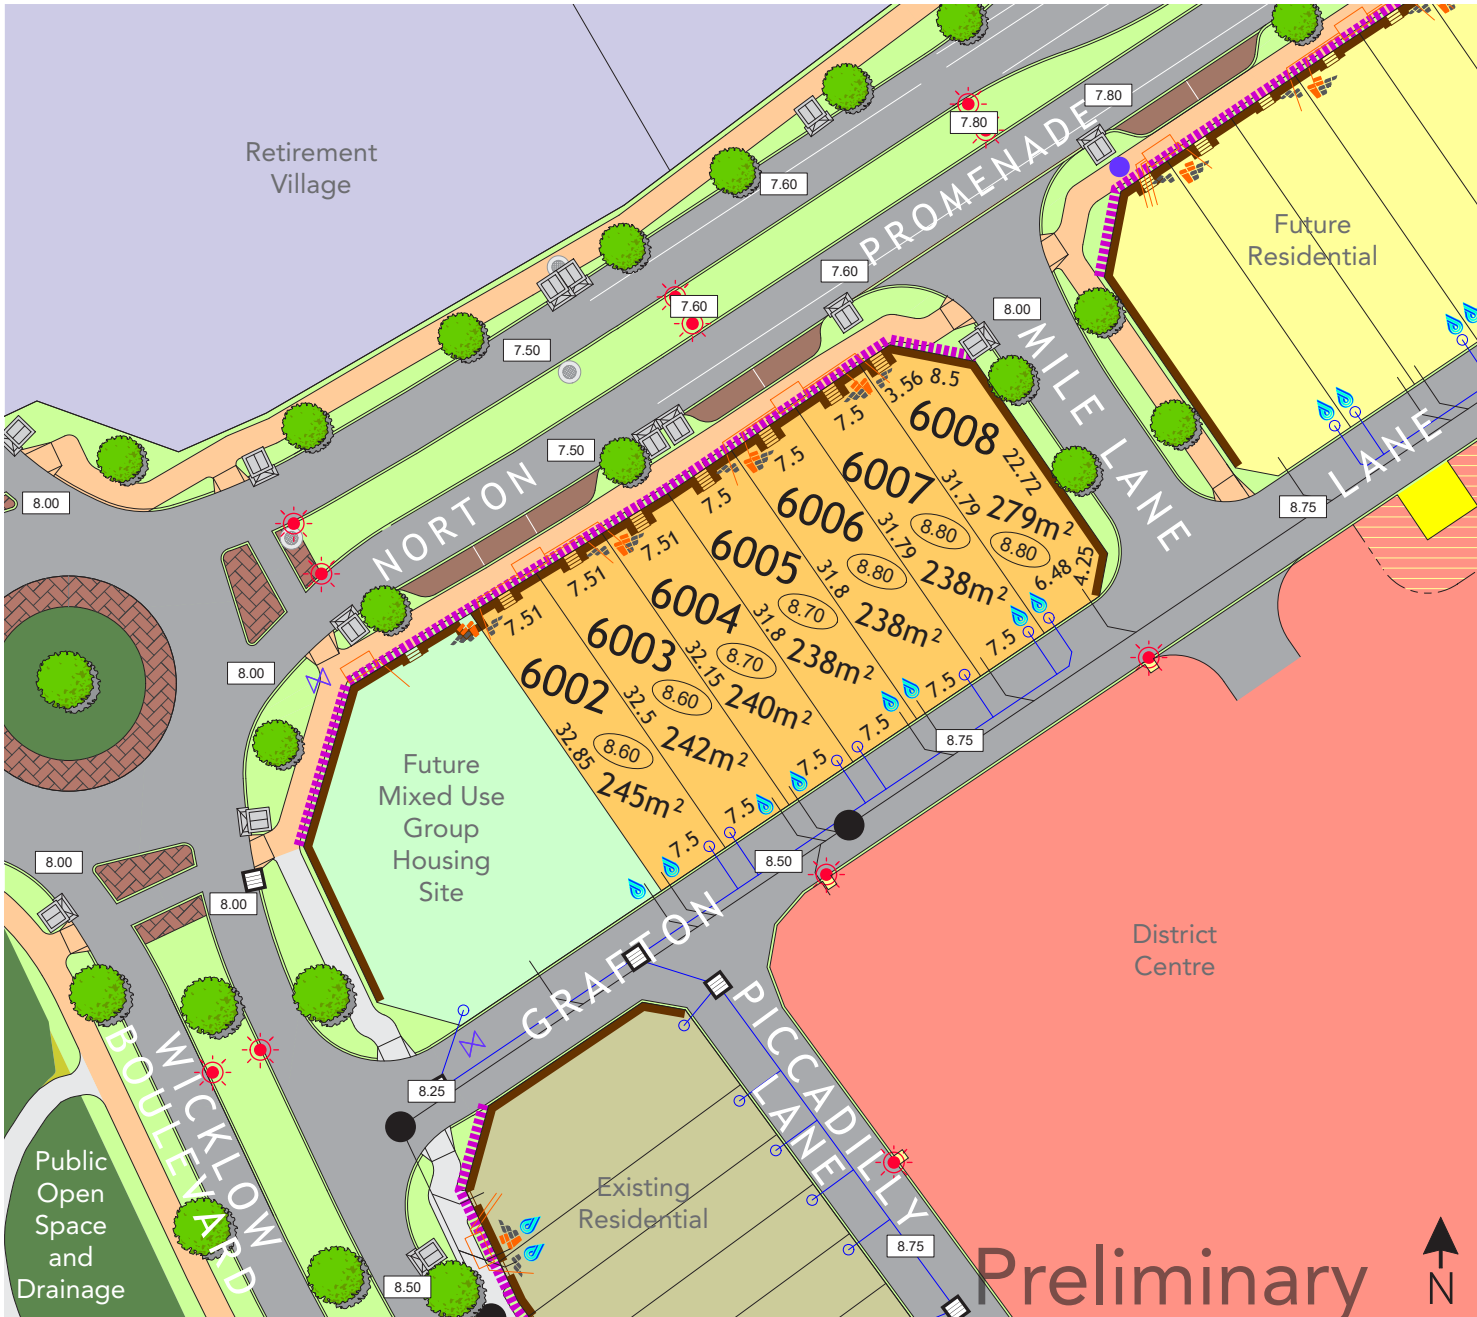 Retirement
Village
7.80
7.80
7.60
PROMENADE
7.60
7.60
7.50
7.50
NORTON
8.00
8.00
8.00
8.00
8.00
MILE LANE
Future
Residential
LANE
8.75
3.56
8.5
7.5
7.5
7.5
7.51
7.51
7.51
6008
22.72
279m²
8.80
6.48
4.25
6007
31.79
8.80
238m²
7.5
6006
31.79
8.80
238m²
7.5
6005
31.8
8.70
238m²
7.5
6004
31.8
8.70
240m²
7.5
6003
32.15
8.60
242m²
7.5
6002
32.5
32.85
8.60
245m²
7.5
Future
Mixed Use
Group
Housing
Site
8.75
8.50
GRAFTON
8.25
District
Centre
PICCADILLY
LANE
WICKLOW
BOULEVARD
Public
Open
Space
and
Drainage
Existing
Residential
8.75
8.50
Preliminary
N